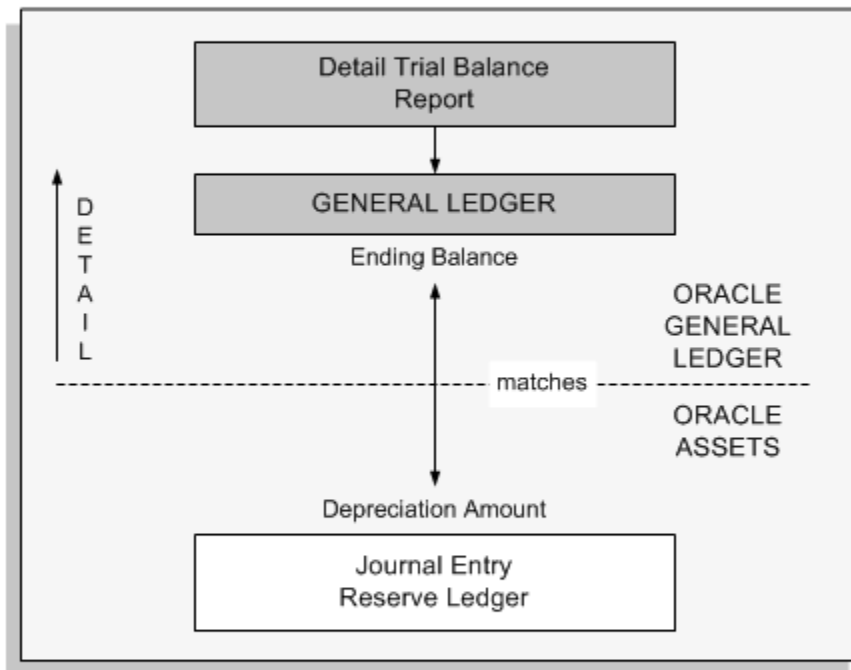 Detail Trial Balance
Report
GENERAL LEDGER
Ending Balance
D
E
T
A
I
L
ORACLE
GENERAL
LEDGER
matches
ORACLE
ASSETS
Depreciation Amount
Journal Entry
Reserve Ledger